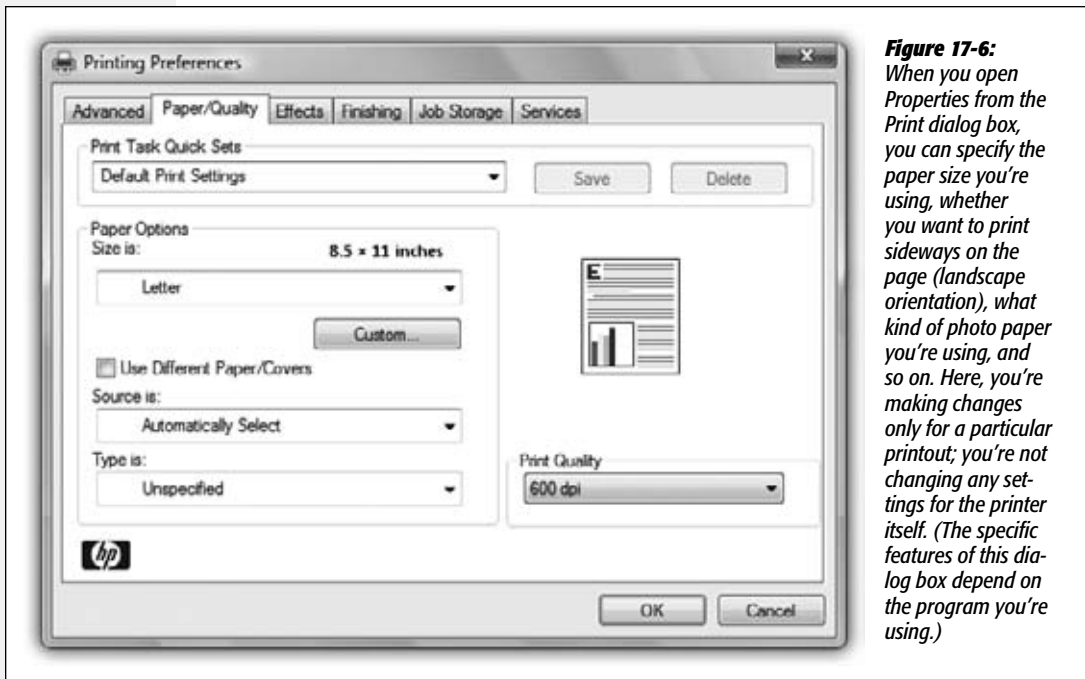 Printing Preferences
Advanced
Paper/Quality
Effects
Finishing
Job Storage
Services
Print Task Quick Sets
Default Print Settings
Save
Delete
Paper Options
Size is:
8.5 × 11 inches
Letter
Custom...
Use Different Paper/Covers
Source is:
Automatically Select
Type is:
Unspecified
E
Print Quality
600 dpi
hp
OK
Cancel
Figure 17-6:
When you open
Properties from the
Print dialog box,
you can specify the
paper size you're
using, whether
you want to print
sideways on the
page (landscape
orientation), what
kind of photo paper
you're using, and
so on. Here, you're
making changes
only for a particular
printout; you're not
changing any set-
tings for the printer
itself. (The specific
features of this dia-
log box depend on
the program you're
using.)